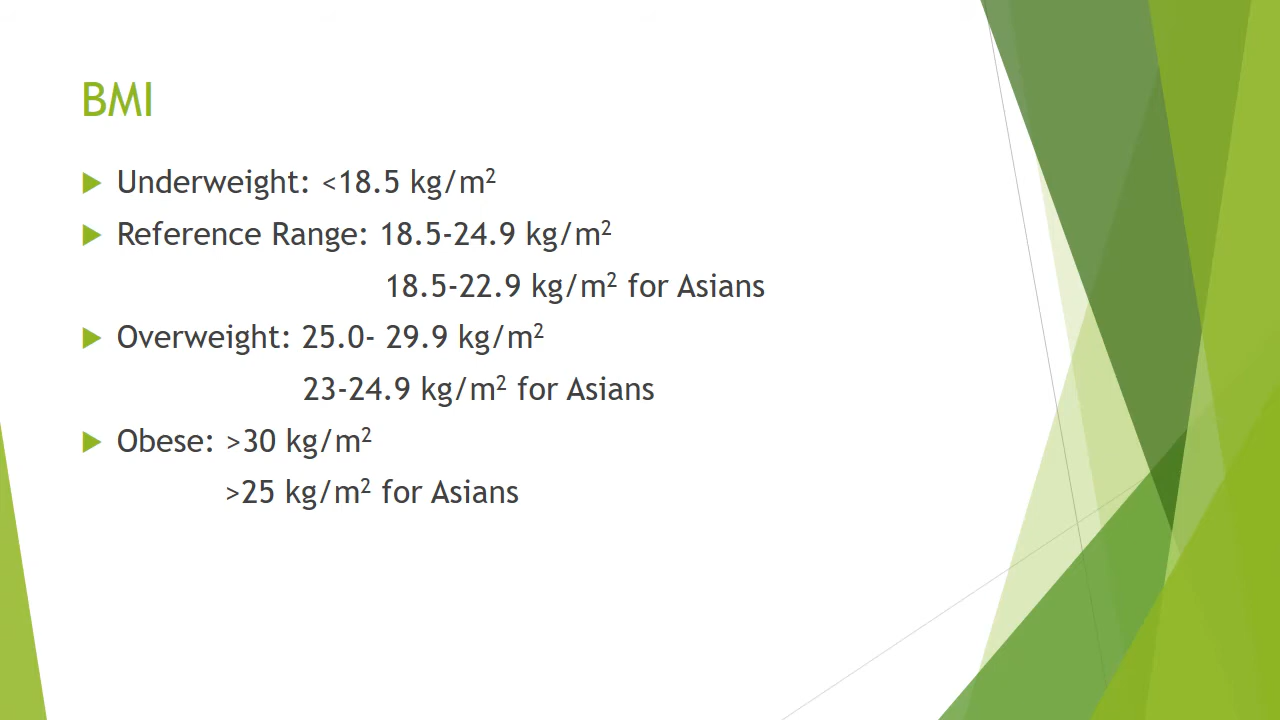 BMI
Underweight: <18.5 kg/m²
Reference Range: 18.5-24.9 kg/m²
18.5-22.9 kg/m² for Asians
Overweight: 25.0- 29.9 kg/m²
23-24.9 kg/m² for Asians
Obese: >30 kg/m²
>25 kg/m² for Asians